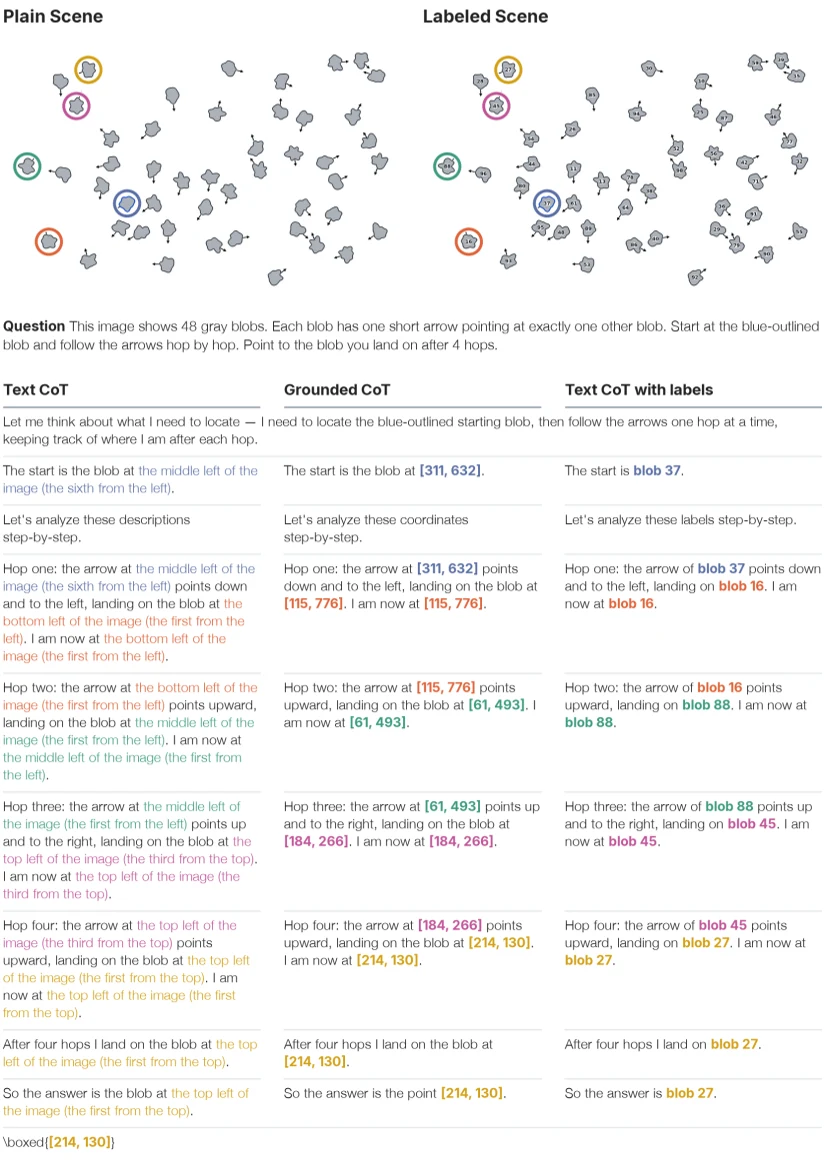 Plain Scene
Labeled Scene
Question This image shows 48 gray blobs. Each blob has one short arrow pointing at exactly one other blob. Start at the blue-outlined
blob and follow the arrows hop by hop. Point to the blob you land on after 4 hops.
Text CoT
Grounded CoT
Text CoT with labels
Let me think about what I need to locate — I need to locate the blue-outlined starting blob, then follow the arrows one hop at a time,
keeping track of where I am after each hop.
The start is the blob at the middle left of the
image (the sixth from the left).
The start is the blob at [311, 632].
The start is blob 37.
Let's analyze these descriptions
step-by-step.
Let's analyze these coordinates
step-by-step.
Let's analyze these labels step-by-step.
Hop one: the arrow at the middle left of the
image (the sixth from the left) points down
and to the left, landing on the blob at the
bottom left of the image (the first from the
left). I am now at the bottom left of the
image (the first from the left).
Hop one: the arrow at [311, 632] points
down and to the left, landing on the blob at
[115, 776]. I am now at [115, 776].
Hop one: the arrow of blob 37 points down
and to the left, landing on blob 16. I am
now at blob 16.
Hop two: the arrow at the bottom left of the
image (the first from the left) points upward,
landing on the blob at the middle left of the
image (the first from the left). I am now at
the middle left of the image (the first from
the left).
Hop two: the arrow at [115, 776] points
upward, landing on the blob at [61, 493]. I
am now at [61, 493].
Hop two: the arrow of blob 16 points
upward, landing on blob 88. I am now at
blob 88.
Hop three: the arrow at the middle left of
the image (the first from the left) points up
and to the right, landing on the blob at the
top left of the image (the third from the top).
I am now at the top left of the image (the
third from the top).
Hop three: the arrow at [61, 493] points up
and to the right, landing on the blob at
[184, 266]. I am now at [184, 266].
Hop three: the arrow of blob 88 points up
and to the right, landing on blob 45. I am
now at blob 45.
Hop four: the arrow at the top left of the
image (the third from the top) points
upward, landing on the blob at the top left
of the image (the first from the top). I am
now at the top left of the image (the first
from the top).
Hop four: the arrow at [184, 266] points
upward, landing on the blob at [214, 130].
I am now at [214, 130].
Hop four: the arrow of blob 45 points
upward, landing on blob 27. I am now at
blob 27.
After four hops I land on the blob at the top
left of the image (the first from the top).
After four hops I land on the blob at
[214, 130].
After four hops I land on blob 27.
So the answer is the blob at the top left of
the image (the first from the top).
So the answer is the point [214, 130].
So the answer is blob 27.
\boxed{[214, 130]}